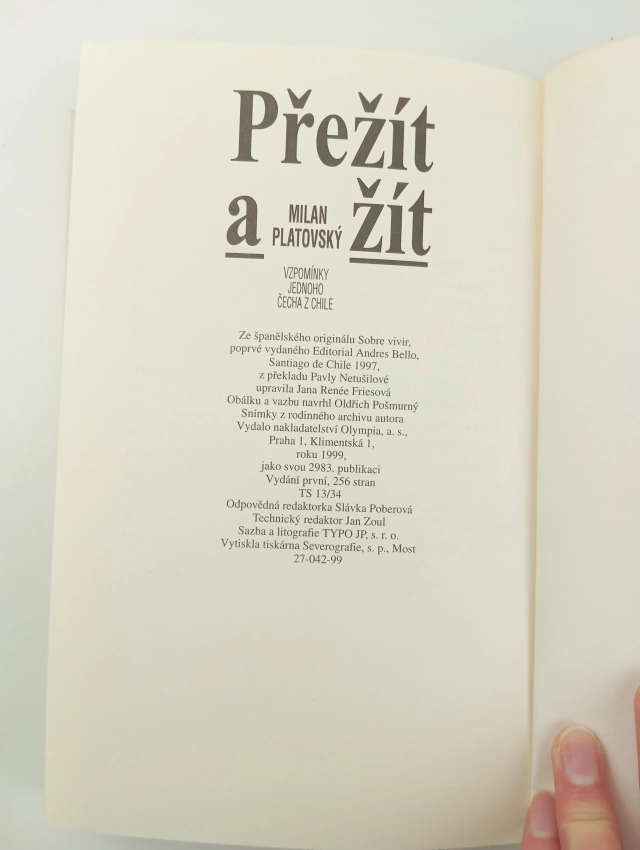 Přežít
a MILAN PLATOVSKÝ žít
VZPOMÍNKY
JEDNOHO
ČECHA Z CHILE
Ze španělského originálu Sobre vivir,
poprvé vydaného Editorial Andres Bello,
Santiago de Chile 1997,
z překladu Pavly Netušilové
upravila Jana Renée Friesová
Obálku a vazbu navrhl Oldřich Pošmurný
Snímky z rodinného archivu autora
Vydalo nakladatelství Olympia, a. s.,
Praha 1, Klimentská 1,
roku 1999,
jako svou 2983. publikaci
Vydání první, 256 stran
TS 13/34
Odpovědná redaktorka Slávka Poberová
Technický redaktor Jan Zoul
Sazba a litografie TYPO JP, s. r. o.
Vytiskla tiskárna Severografie, s. p., Most
27-042-99